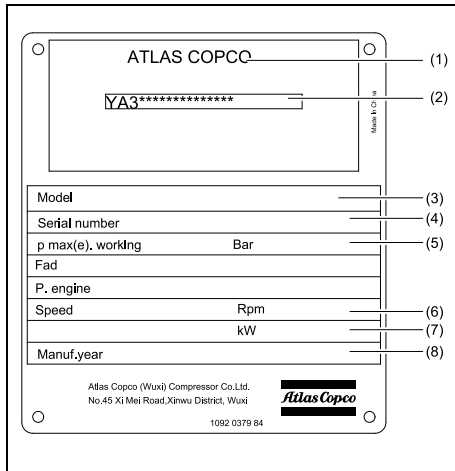 ATLAS COPCO (1)
YA3************** (2)
Made In China
Model (3)
Serial number (4)
p max(e). working Bar (5)
Fad
P. engine
Speed Rpm (6)
kW (7)
Manuf.year (8)
Atlas Copco (Wuxi) Compressor Co.Ltd.
No.45 Xi Mei Road,Xinwu District, Wuxi
Atlas Copco
1092 0379 84